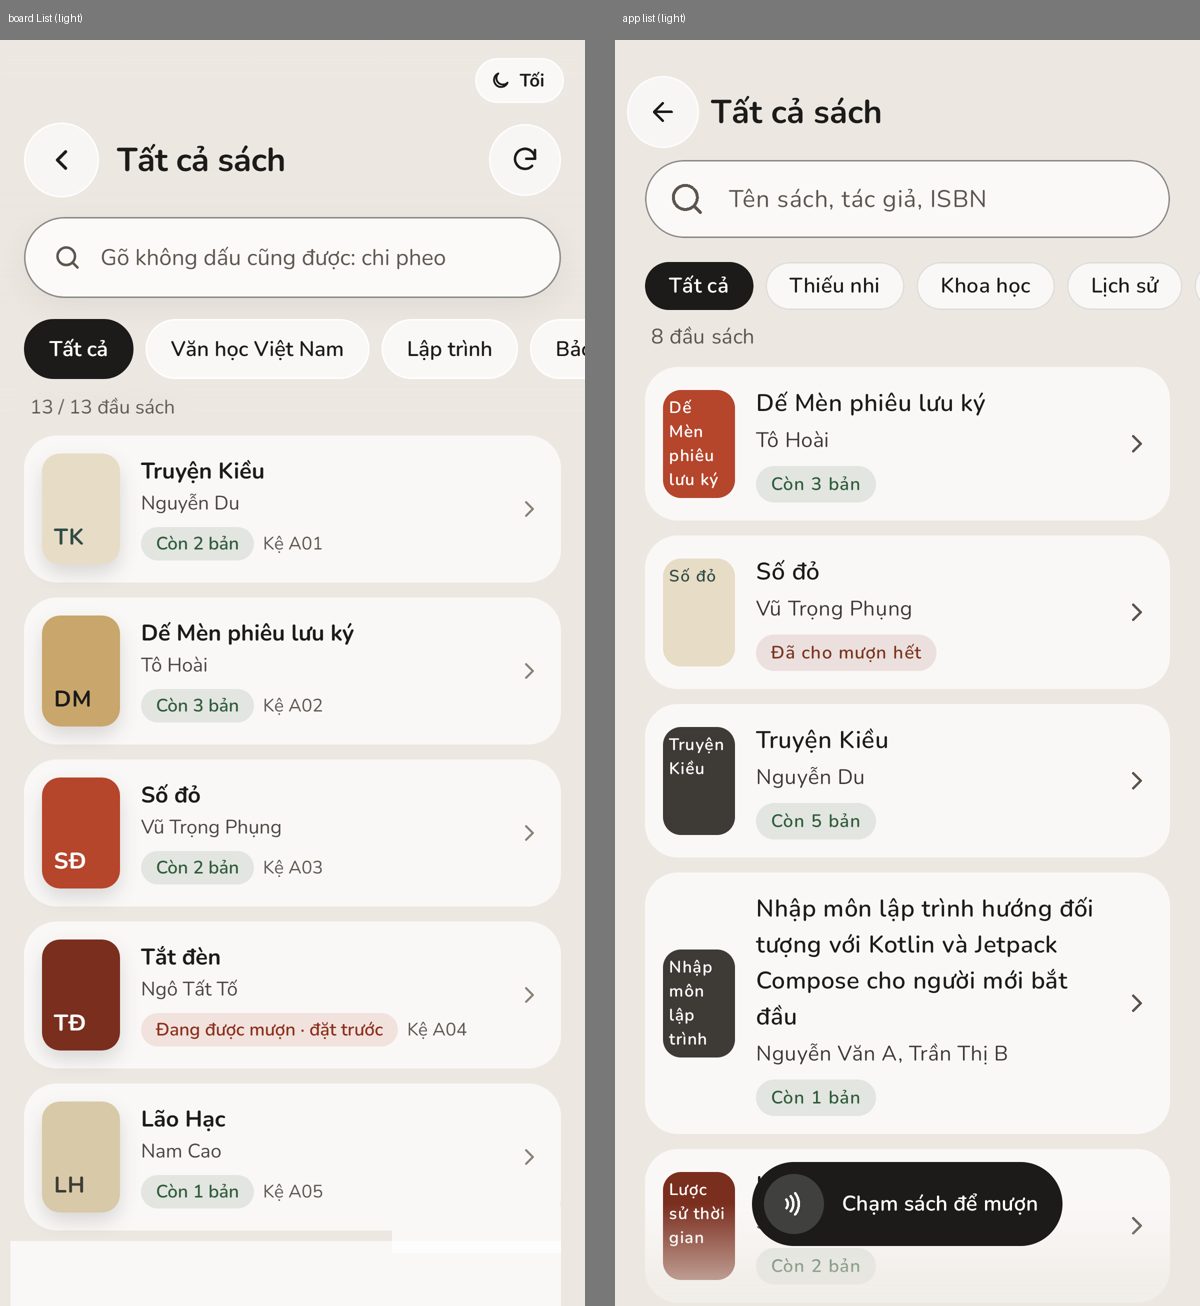 board List (light)
Tối
Tất cả sách
Gõ không dấu cũng được: chi pheo
Tất cả
Văn học Việt Nam
Lập trình
13 / 13 đầu sách
TK
Truyện Kiều
Nguyễn Du
Còn 2 bản
Kệ A01
DM
Dế Mèn phiêu lưu ký
Tô Hoài
Còn 3 bản
Kệ A02
SĐ
Số đỏ
Vũ Trọng Phụng
Còn 2 bản
Kệ A03
TĐ
Tắt đèn
Ngô Tất Tố
Đang được mượn · đặt trước
Kệ A04
LH
Lão Hạc
Nam Cao
Còn 1 bản
Kệ A05
app list (light)
Tất cả sách
Tên sách, tác giả, ISBN
Tất cả
Thiếu nhi
Khoa học
Lịch sử
8 đầu sách
Dế
Mèn
phiêu
lưu ký
Dế Mèn phiêu lưu ký
Tô Hoài
Còn 3 bản
Số đỏ
Số đỏ
Vũ Trọng Phụng
Đã cho mượn hết
Truyện
Kiều
Truyện Kiều
Nguyễn Du
Còn 5 bản
Nhập
môn
lập
trình
Nhập môn lập trình hướng đối
tượng với Kotlin và Jetpack
Compose cho người mới bắt
đầu
Nguyễn Văn A, Trần Thị B
Còn 1 bản
Lược
sử thời
gian
Chạm sách để mượn
Còn 2 bản